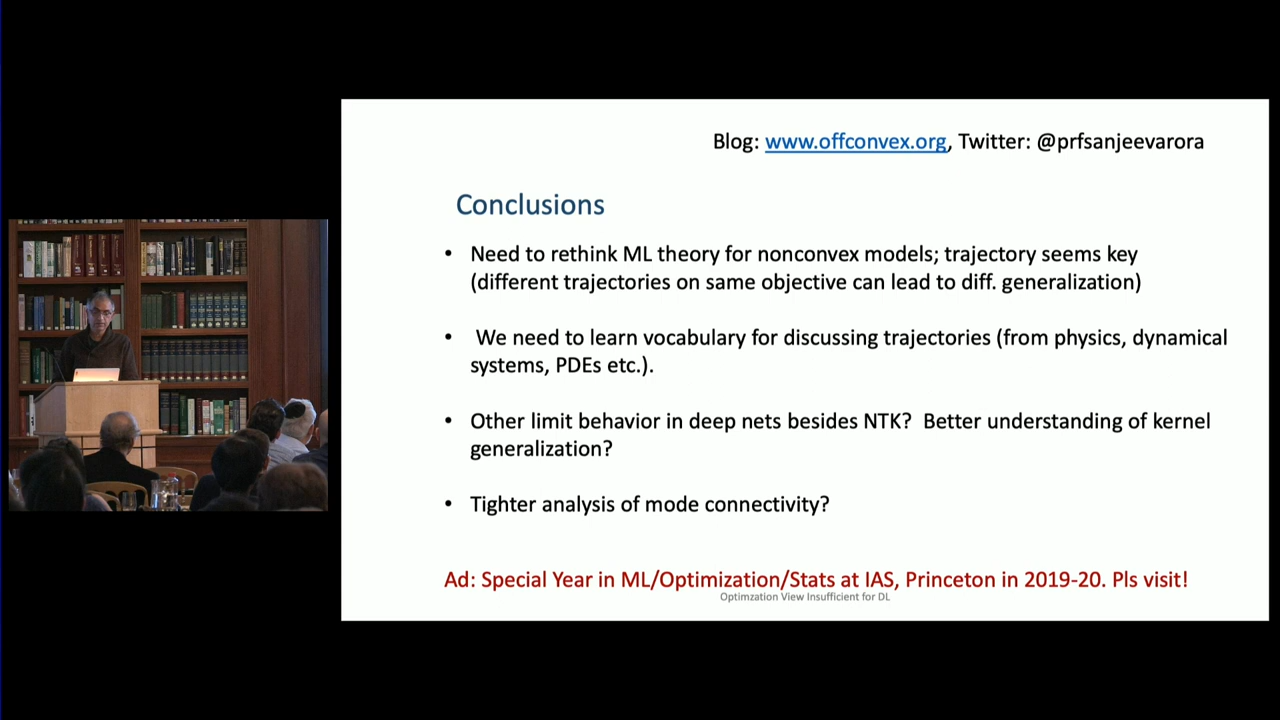 Blog: www.offconvex.org, Twitter: @prfsanjeevarora
Conclusions
• Need to rethink ML theory for nonconvex models; trajectory seems key
(different trajectories on same objective can lead to diff. generalization)
• We need to learn vocabulary for discussing trajectories (from physics, dynamical
systems, PDEs etc.).
• Other limit behavior in deep nets besides NTK? Better understanding of kernel
generalization?
• Tighter analysis of mode connectivity?
Ad: Special Year in ML/Optimization/Stats at IAS, Princeton in 2019-20. Pls visit!
Optimzation View Insufficient for DL